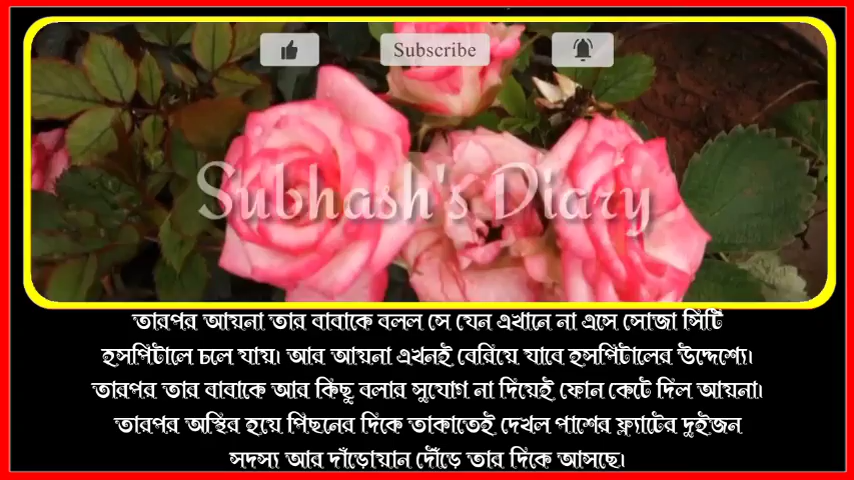 Subscribe
Subhash's Diary
তারপর আয়না তার বাবাকে বলল সে যেন এখানে না এসে সোজা সিটি
হসপিটালে চলে যায়। আর আয়না এখনই বেরিয়ে যাবে হসপিটালের উদ্দেশ্যে।
তারপর তার বাবাকে আর কিছু বলার সুযোগ না দিয়েই ফোন কেটে দিল আয়না।
তারপর অস্থির হয়ে পিছনের দিকে তাকাতেই দেখল পাশের ফ্ল্যাটের দুইজন
সদস্য আর দাঁড়োয়ান দৌঁড়ে তার দিকে আসছে।